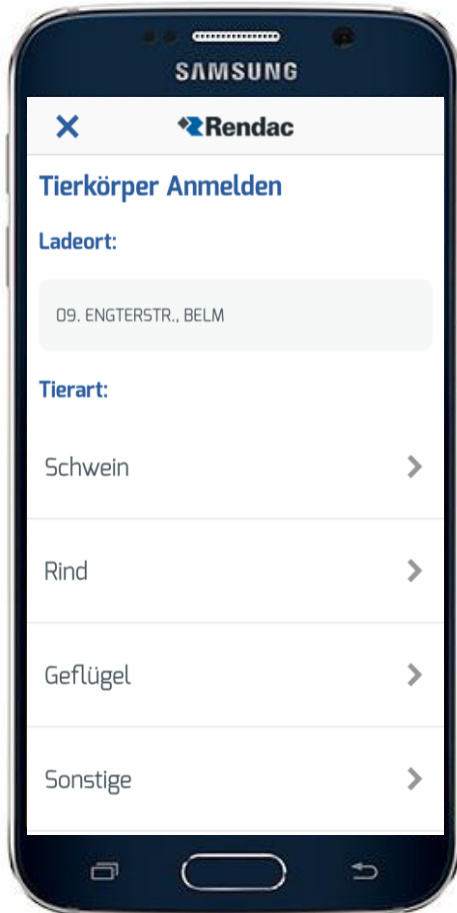 SAMSUNG
Rendac
Tierkörper Anmelden
Ladeort:
09. ENGTERSTR., BELM
Tierart:
Schwein
Rind
Geflügel
Sonstige